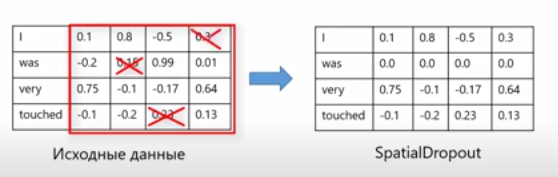 I 0.1 0.8 -0.5 0.3
was -0.2 0.15 0.99 0.01
very 0.75 -0.1 -0.17 0.64
touched -0.1 -0.2 0.23 0.13
Исходные данные
I 0.1 0.8 -0.5 0.3
was 0.0 0.0 0.0 0.0
very 0.75 -0.1 -0.17 0.64
touched -0.1 -0.2 0.23 0.13
SpatialDropout